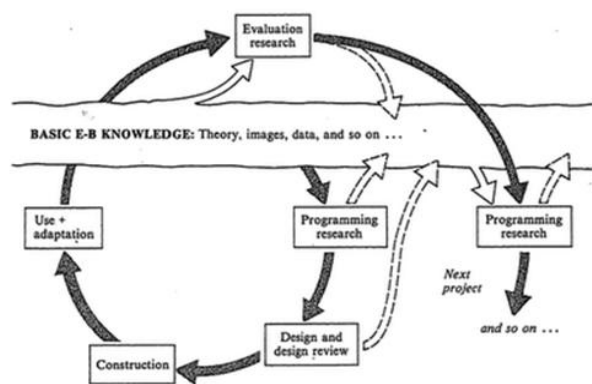 Evaluation
research
BASIC E-B KNOWLEDGE: Theory, images, data, and so on ...
Use +
adaptation
Programming
research
Programming
research
Next
project
and so on ...
Design and
design review
Construction